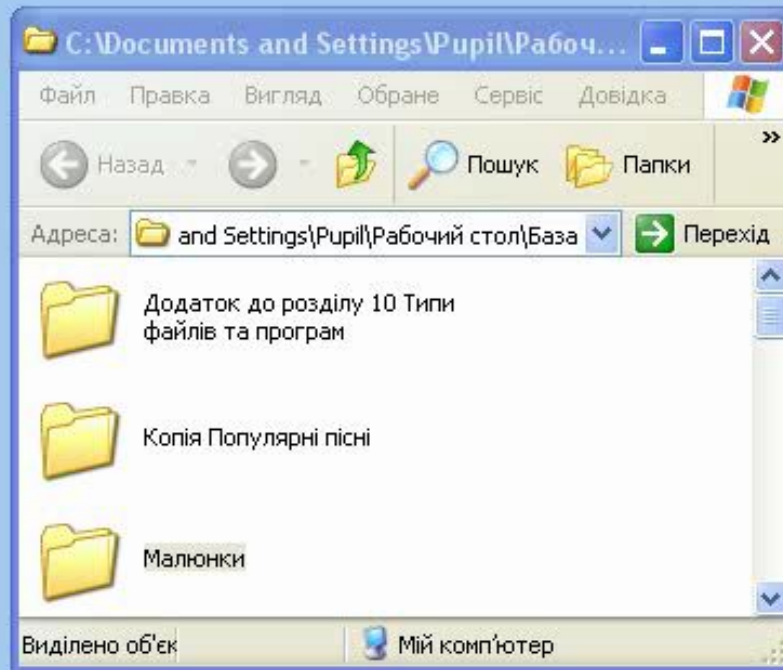 C:\Documents and Settings\Pupil\Рабоч...
Файл Правка Вигляд Обране Сервіс Довідка
Назад Пошук Папки »
Адреса: and Settings\Pupil\Рабочий стол\База Перехід
Додаток до розділу 10 Типи
файлів та програм
Копія Популярні пісні
Малюнки
Виділено об'єк Мій комп'ютер